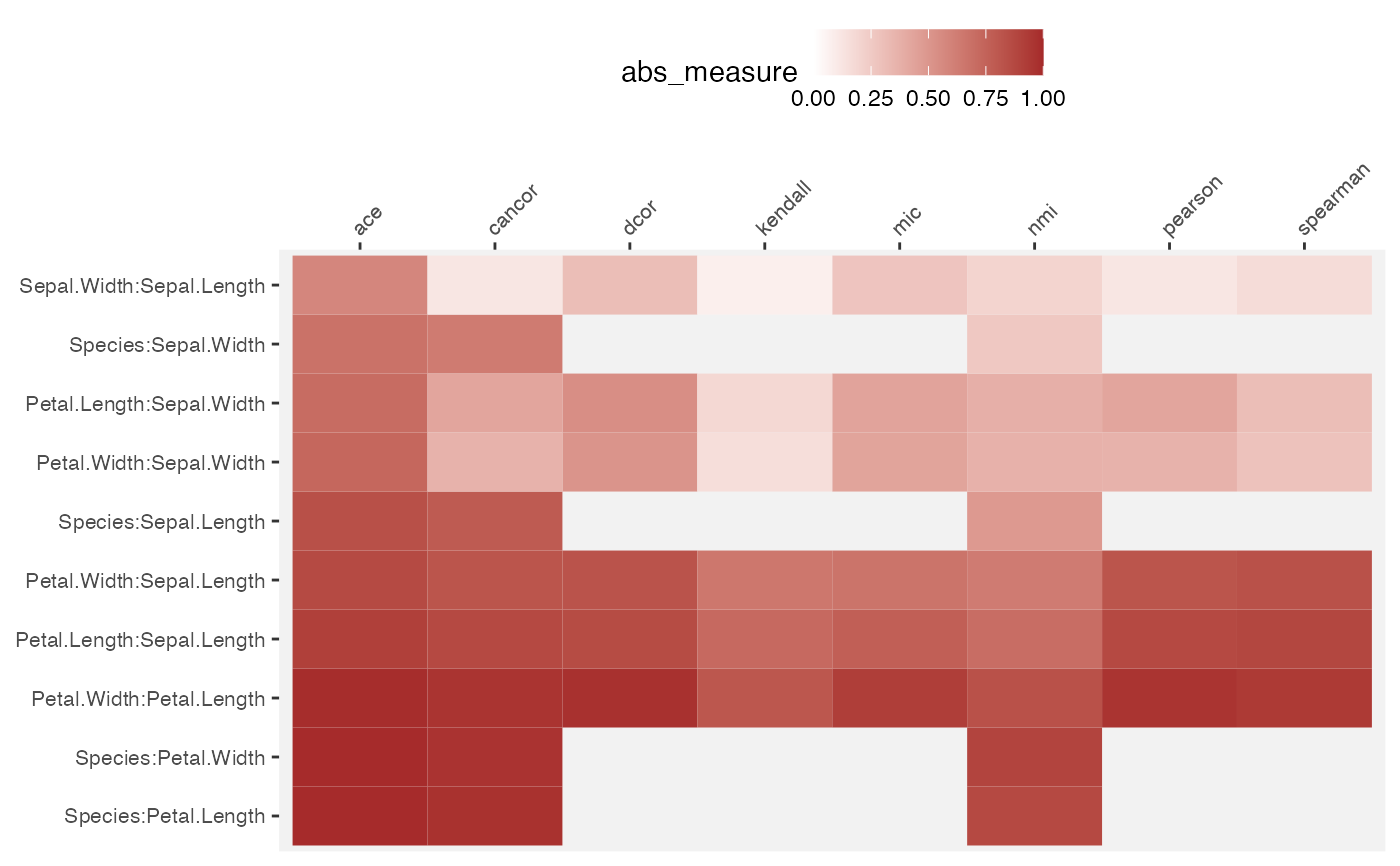 abs_measure
0.00 0.25 0.50 0.75 1.00
ace cancor dcor kendall mic nmi pearson spearman
Sepal.Width:Sepal.Length
Species:Sepal.Width
Petal.Length:Sepal.Width
Petal.Width:Sepal.Width
Species:Sepal.Length
Petal.Width:Sepal.Length
Petal.Length:Sepal.Length
Petal.Width:Petal.Length
Species:Petal.Width
Species:Petal.Length